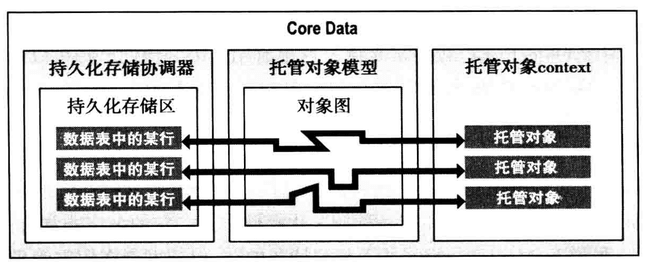 Core Data
持久化存储协调器
托管对象模型
托管对象context
持久化存储区
对象图
数据表中的某行
托管对象
数据表中的某行
托管对象
数据表中的某行
托管对象